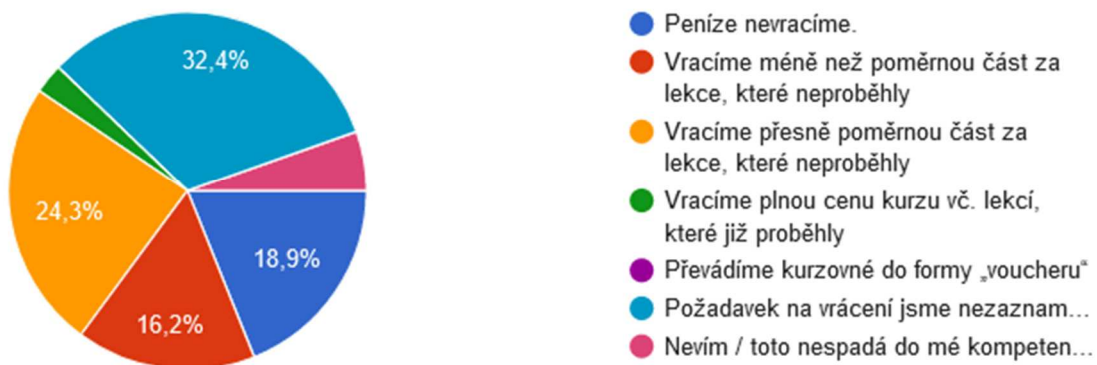 32,4%
24,3%
18,9%
16,2%
Peníze nevracíme.
Vracíme méně než poměrnou část za
lekce, které neproběhly
Vracíme přesně poměrnou část za
lekce, které neproběhly
Vracíme plnou cenu kurzu vč. lekcí,
které již proběhly
Převádíme kurzovné do formy „voucheru“
Požadavek na vrácení jsme nezaznam...
Nevím / toto nespadá do mé kompeten...